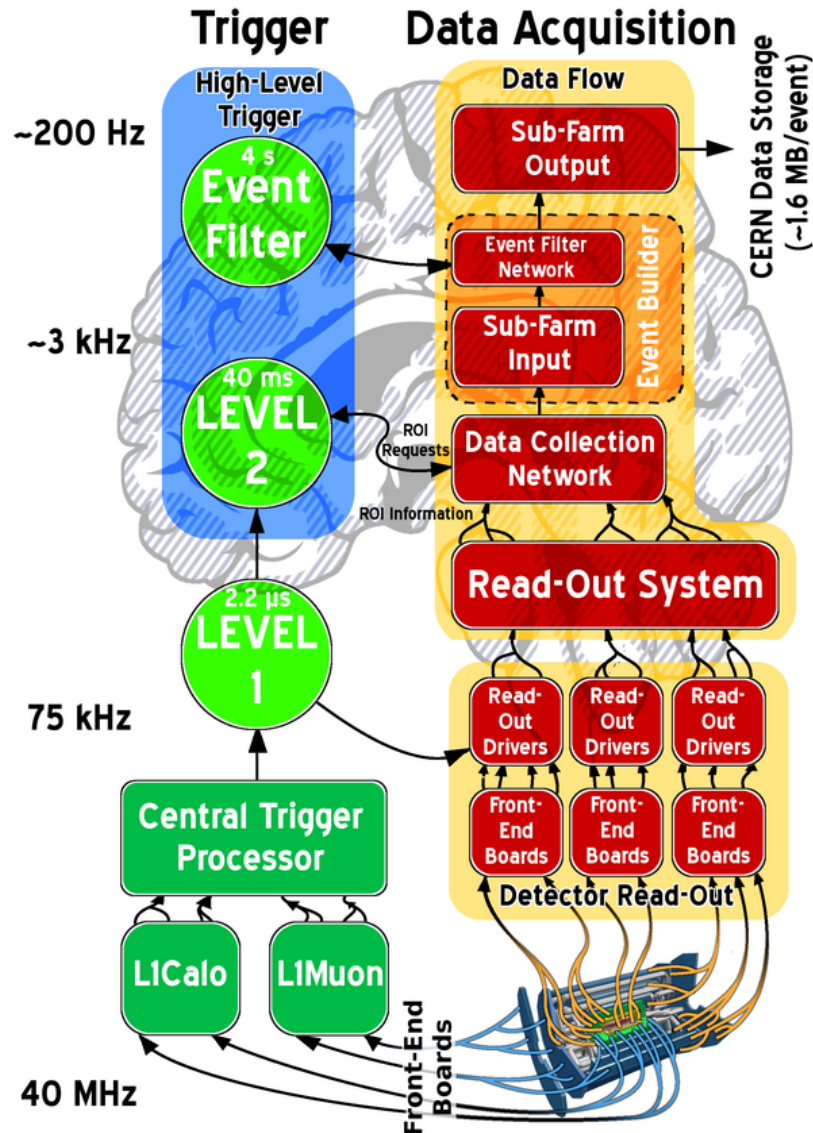 Trigger
Data Acquisition
High-Level
Trigger
Data Flow
~200 Hz
4 s
Event
Filter
Sub-Farm
Output
CERN Data Storage
(~1.6 MB/event)
Event Filter
Network
Event Builder
~3 kHz
Sub-Farm
Input
40 ms
LEVEL
2
ROI
Requests
Data Collection
Network
ROI Information
Read-Out System
2.2 µs
LEVEL
1
75 kHz
Read-
Out
Drivers
Read-
Out
Drivers
Read-
Out
Drivers
Central Trigger
Processor
Front-
End
Boards
Front-
End
Boards
Front-
End
Boards
Detector Read-Out
L1Calo
L1Muon
Front-End
Boards
40 MHz